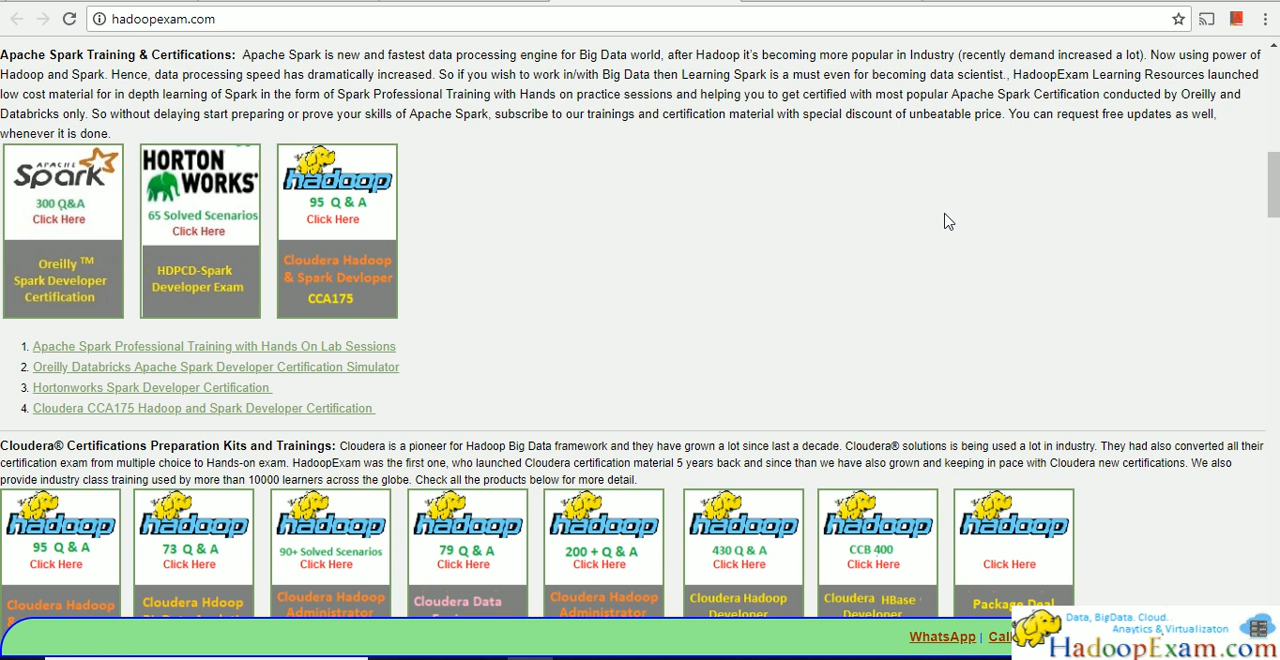 hadoopexam.com
Apache Spark Training & Certifications: Apache Spark is new and fastest data processing engine for Big Data world, after Hadoop it's becoming more popular in Industry (recently demand increased a lot). Now using power of
Hadoop and Spark. Hence, data processing speed has dramatically increased. So if you wish to work in/with Big Data then Learning Spark is a must even for becoming data scientist., HadoopExam Learning Resources launched
low cost material for in depth learning of Spark in the form of Spark Professional Training with Hands on practice sessions and helping you to get certified with most popular Apache Spark Certification conducted by Oreilly and
Databricks only. So without delaying start preparing or prove your skills of Apache Spark, subscribe to our trainings and certification material with special discount of unbeatable price. You can request free updates as well,
whenever it is done.
APACHE
Spark
300 Q&A
Click Here
Oreilly TM
Spark Developer
Certification
HORTON
WORKS
65 Solved Scenarios
Click Here
HDPCD-Spark
Developer Exam
hadoop
95 Q & A
Click Here
Cloudera Hadoop
& Spark Devloper
CCA175
1. Apache Spark Professional Training with Hands On Lab Sessions
2. Oreilly Databricks Apache Spark Developer Certification Simulator
3. Hortonworks Spark Developer Certification
4. Cloudera CCA175 Hadoop and Spark Developer Certification
Cloudera® Certifications Preparation Kits and Trainings: Cloudera is a pioneer for Hadoop Big Data framework and they have grown a lot since last a decade. Cloudera® solutions is being used a lot in industry. They had also converted all their
certification exam from multiple choice to Hands-on exam. HadoopExam was the first one, who launched Cloudera certification material 5 years back and since than we have also grown and keeping in pace with Cloudera new certifications. We also
provide industry class training used by more than 10000 learners across the globe. Check all the products below for more detail.
hadoop
95 Q & A
Click Here
Cloudera Hadoop
hadoop
73 Q & A
Click Here
Cloudera Hdoop
hadoop
90+ Solved Scenarios
Click Here
Cloudera Hadoop
Administrator
hadoop
79 Q & A
Click Here
Cloudera Data
hadoop
200 + Q & A
Click Here
Cloudera Hadoop
Administrator
hadoop
430 Q & A
Click Here
Cloudera Hadoop
Developer
hadoop
CCB 400
Click Here
Cloudera HBase
Developer
hadoop
Click Here
Package Deal
WhatsApp | Call
Data, BigData, Cloud..
Anaytics & Virtualizaton
HadoopExam.com